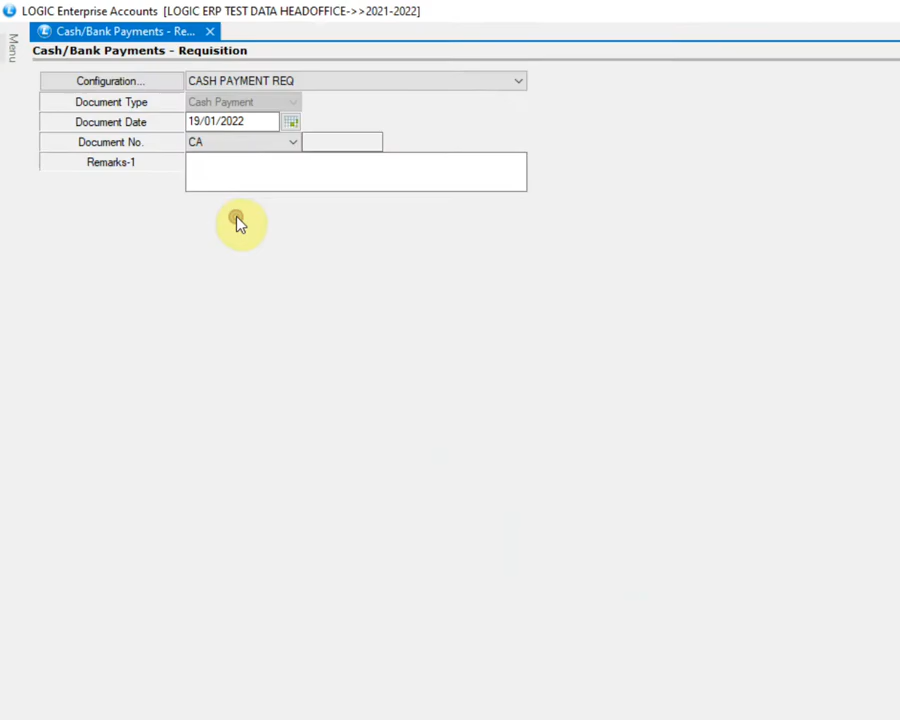 LOGIC Enterprise Accounts [LOGIC ERP TEST DATA HEADOFFICE->>2021-2022]
Menu
Cash/Bank Payments - Re...
Cash/Bank Payments - Requisition
Configuration... CASH PAYMENT REQ
Document Type Cash Payment
Document Date 19/01/2022
Document No. CA
Remarks-1